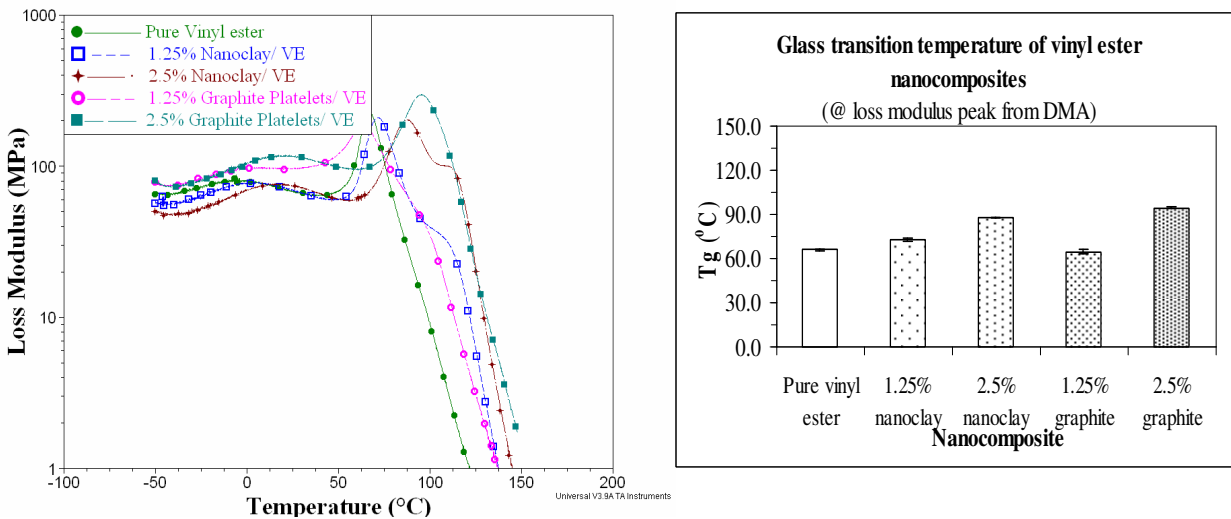 1000
100
10
1
Loss Modulus (MPa)
Pure Vinyl ester
1.25% Nanoclay/ VE
2.5% Nanoclay/ VE
1.25% Graphite Platelets/ VE
2.5% Graphite Platelets/ VE
-100
-50
0
50
100
150
200
Universal V3.9A TA Instruments
Temperature (°C)
Glass transition temperature of vinyl ester
nanocomposites
(@ loss modulus peak from DMA)
150.0
120.0
90.0
60.0
30.0
0.0
Tg (°C)
Pure vinyl
ester
1.25%
nanoclay
2.5%
nanoclay
1.25%
graphite
2.5%
graphite
Nanocomposite